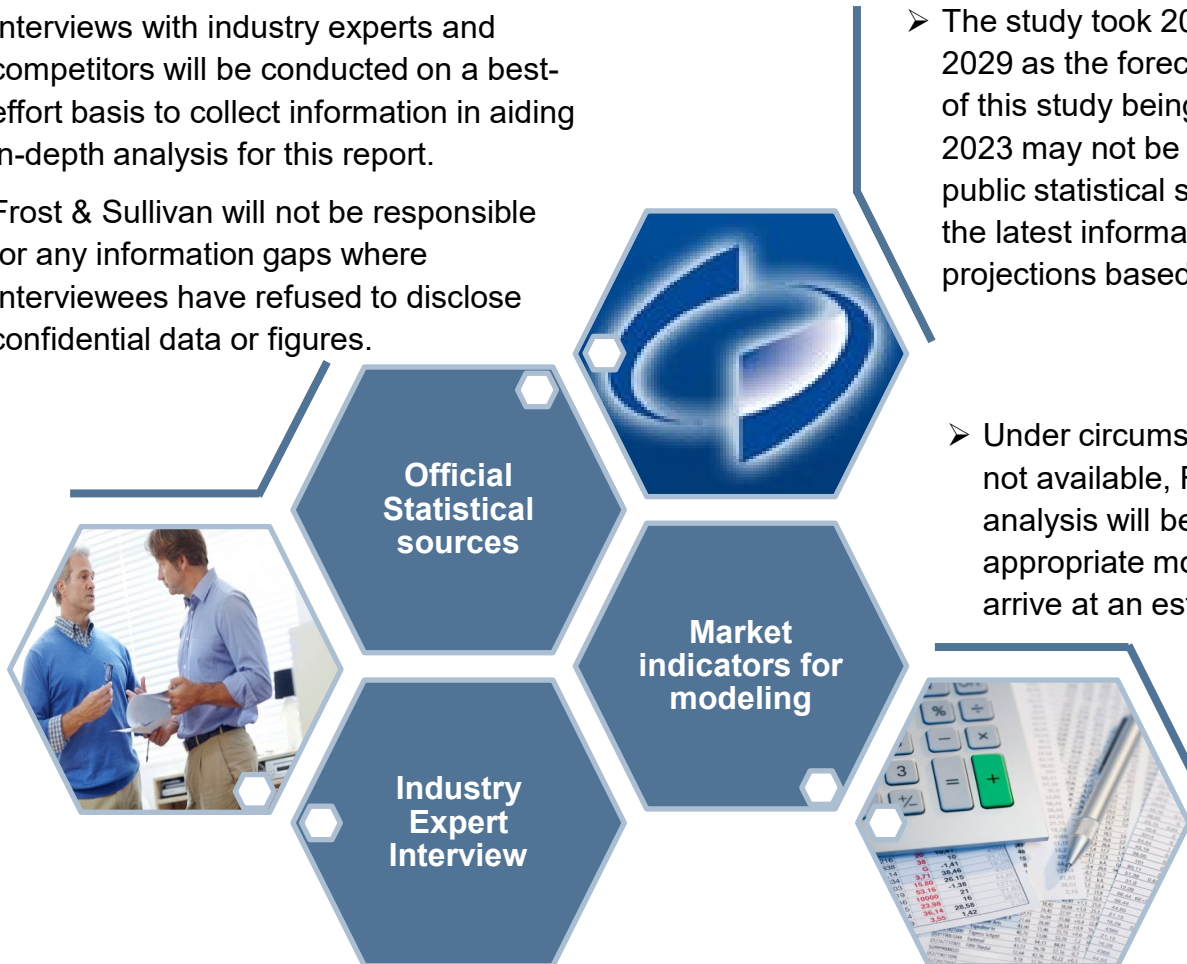 nterviews with industry experts and
competitors will be conducted on a best-
effort basis to collect information in aiding
n-depth analysis for this report.
Frost & Sullivan will not be responsible
or any information gaps where
nterviewees have refused to disclose
confidential data or figures.
➢ The study took 20
2029 as the forec
of this study being
2023 may not be
public statistical s
the latest informa
projections based
➢ Under circums
not available, F
analysis will be
appropriate mo
arrive at an est
Official
Statistical
sources
Market
indicators for
modeling
Industry
Expert
Interview